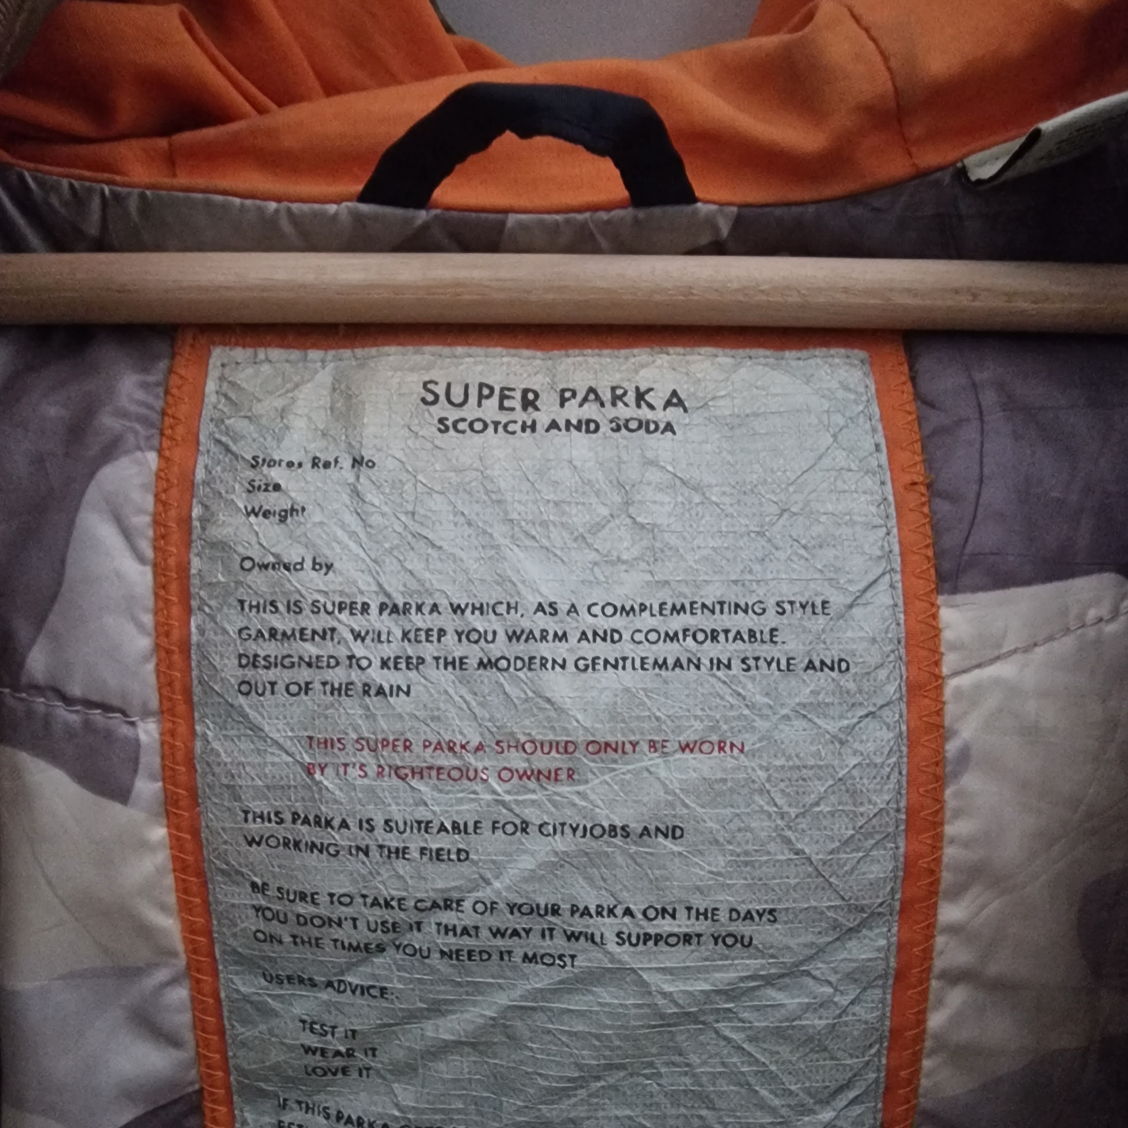 SUPER PARKA
SCOTCH AND SODA
Stores Ref. No
Size
Weight
Owned by
THIS IS SUPER PARKA WHICH, AS A COMPLEMENTING STYLE
GARMENT, WILL KEEP YOU WARM AND COMFORTABLE.
DESIGNED TO KEEP THE MODERN GENTLEMAN IN STYLE AND
OUT OF THE RAIN
THIS SUPER PARKA SHOULD ONLY BE WORN
BY IT'S RIGHTEOUS OWNER
THIS PARKA IS SUITEABLE FOR CITYJOBS AND
WORKING IN THE FIELD
BE SURE TO TAKE CARE OF YOUR PARKA ON THE DAYS
YOU DON'T USE IT THAT WAY IT WILL SUPPORT YOU
ON THE TIMES YOU NEED IT MOST
USERS ADVICE:.
TEST IT
WEAR IT
LOVE IT
IF THIS PARKA